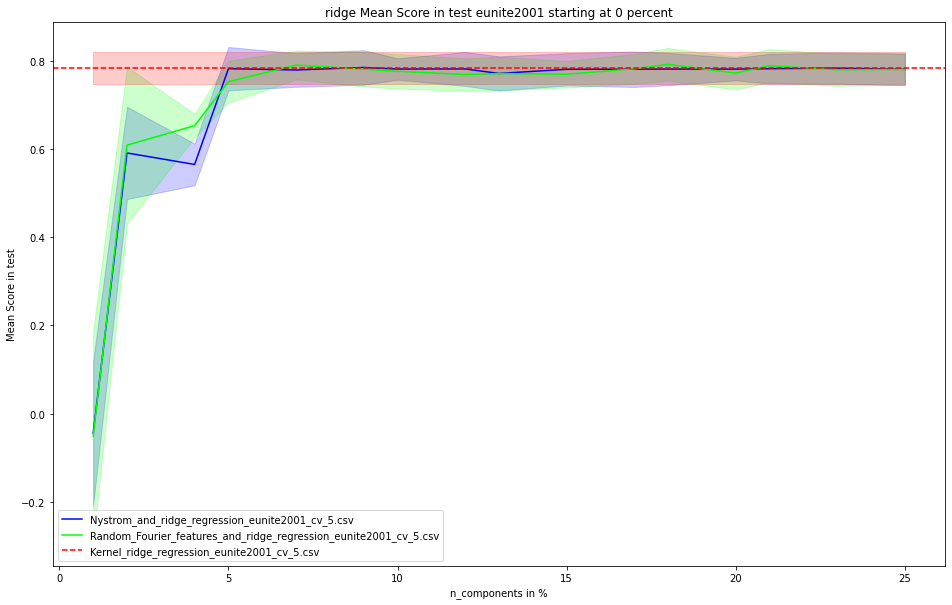 ridge Mean Score in test eunite2001 starting at 0 percent
Mean Score in test
0.8
0.6
0.4
0.2
0.0
−0.2
Nystrom_and_ridge_regression_eunite2001_cv_5.csv
Random_Fourier_features_and_ridge_regression_eunite2001_cv_5.csv
Kernel_ridge_regression_eunite2001_cv_5.csv
0 5 10 15 20 25
n_components in %